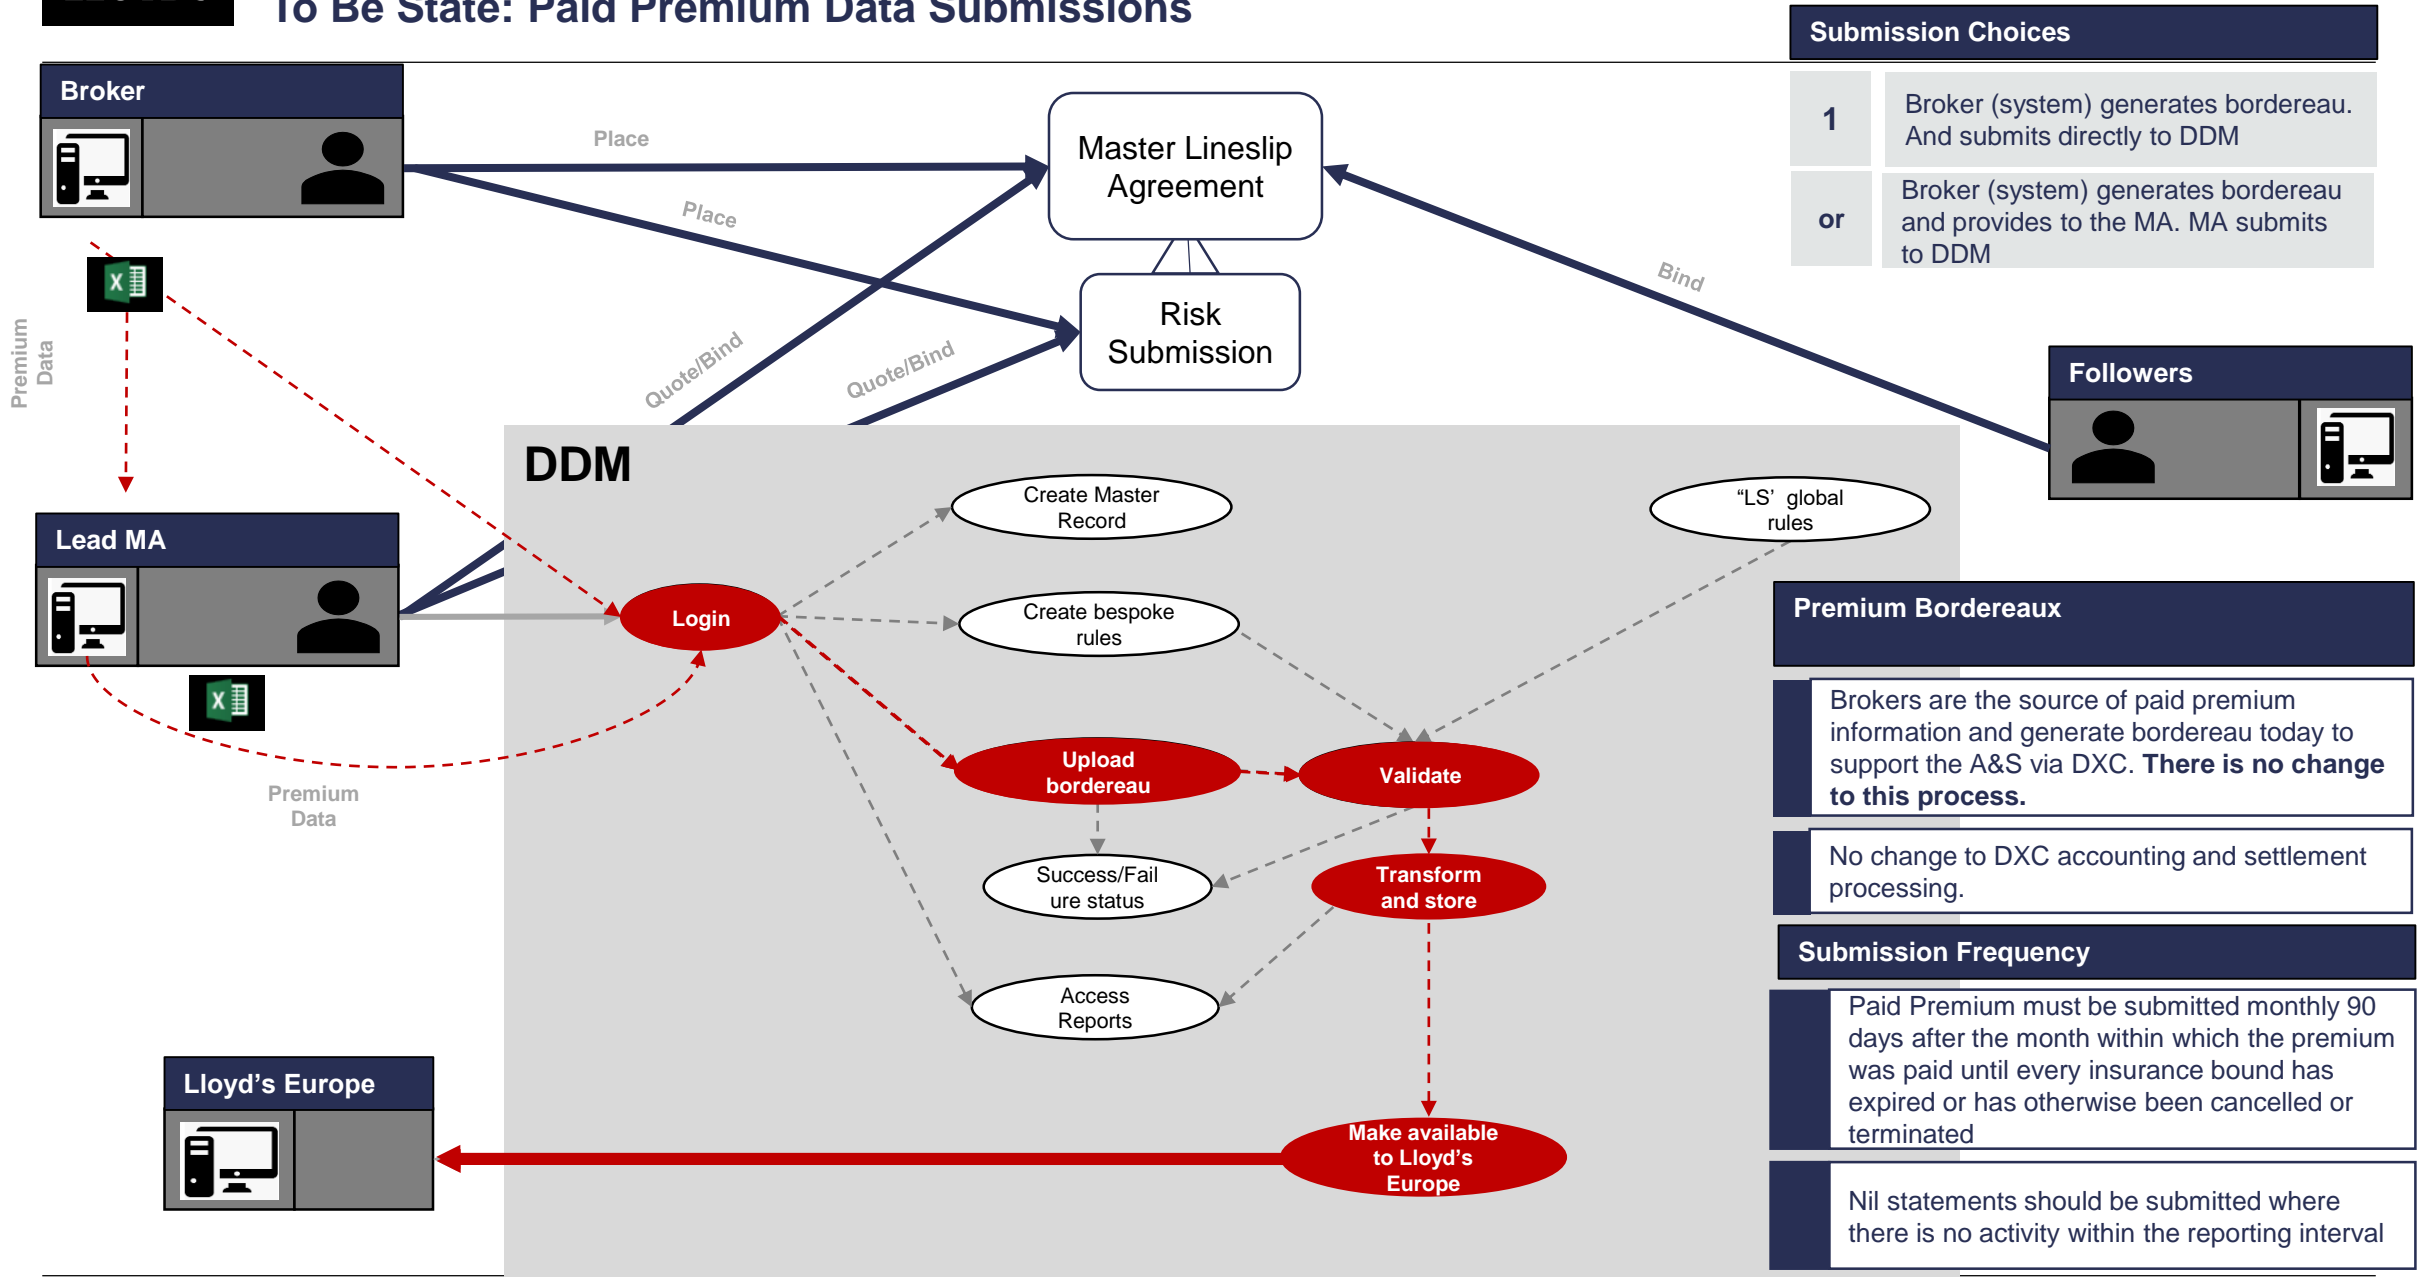 To Be State: Paid Premium Data Submissions
Submission Choices
1
Broker (system) generates bordereau.
And submits directly to DDM
or
Broker (system) generates bordereau
and provides to the MA. MA submits
to DDM
Broker
Place
Place
Master Lineslip
Agreement
Risk
Submission
Bind
Quote/Bind
Quote/Bind
Premium
Data
Followers
DDM
Create Master
Record
“LS’ global
rules
Lead MA
Login
Create bespoke
rules
Premium
Data
Upload
bordereau
Validate
Success/Fail
ure status
Transform
and store
Access
Reports
Make available
to Lloyd’s
Europe
Lloyd’s Europe
Premium Bordereaux
Brokers are the source of paid premium
information and generate bordereau today to
support the A&S via DXC. There is no change
to this process.
No change to DXC accounting and settlement
processing.
Submission Frequency
Paid Premium must be submitted monthly 90
days after the month within which the premium
was paid until every insurance bound has
expired or has otherwise been cancelled or
terminated
Nil statements should be submitted where
there is no activity within the reporting interval